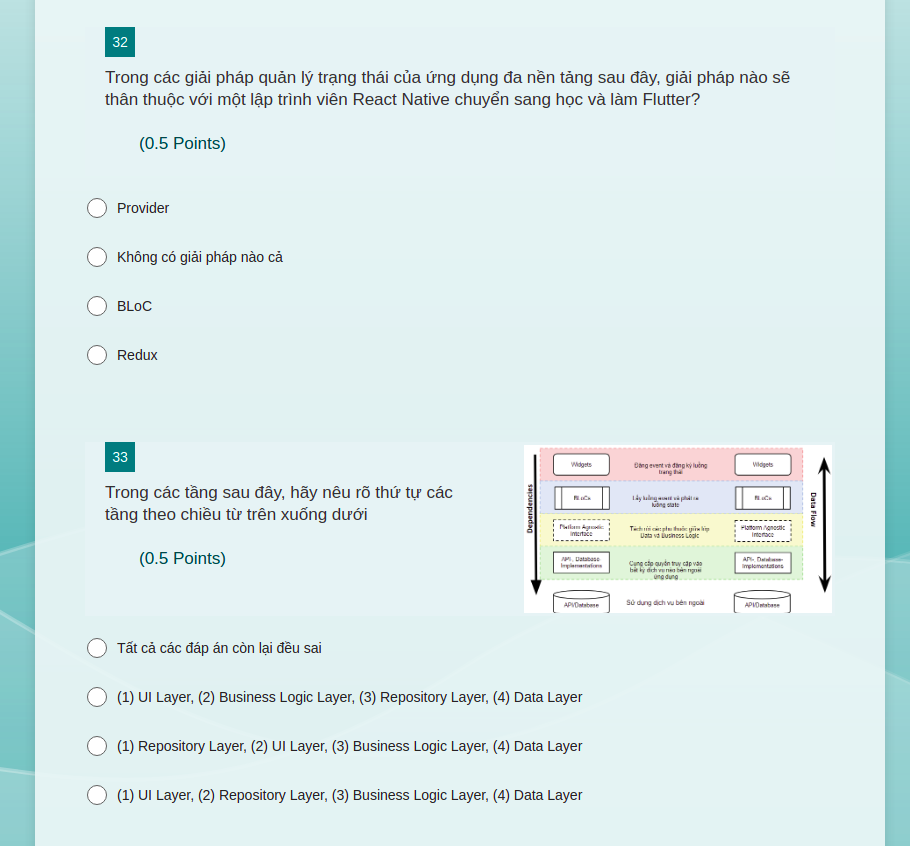 32
Trong các giải pháp quản lý trạng thái của ứng dụng đa nền tảng sau đây, giải pháp nào sẽ
thân thuộc với một lập trình viên React Native chuyển sang học và làm Flutter?
(0.5 Points)
Provider
Không có giải pháp nào cả
BLoC
Redux
33
Trong các tầng sau đây, hãy nêu rõ thứ tự các
tầng theo chiều từ trên xuống dưới
(0.5 Points)
Dependencies
Widgets
Đăng event và đăng ký luồng
trạng thái
Widgets
BLoCs
Lấy luồng event và phát ra
luồng state
BLoCs
Platform Agnostic
Interface
Tách rời các phụ thuộc giữa lớp
Data và Business Logic
Platform Agnostic
Interface
API-, Database-
Implementations
Cung cấp quyền truy cập vào
bất kỳ dịch vụ nào bên ngoài
ứng dụng
API-, Database-
Implementations
API/Database
Sử dụng dịch vụ bên ngoài
API/Database
Data Flow
Tất cả các đáp án còn lại đều sai
(1) UI Layer, (2) Business Logic Layer, (3) Repository Layer, (4) Data Layer
(1) Repository Layer, (2) UI Layer, (3) Business Logic Layer, (4) Data Layer
(1) UI Layer, (2) Repository Layer, (3) Business Logic Layer, (4) Data Layer